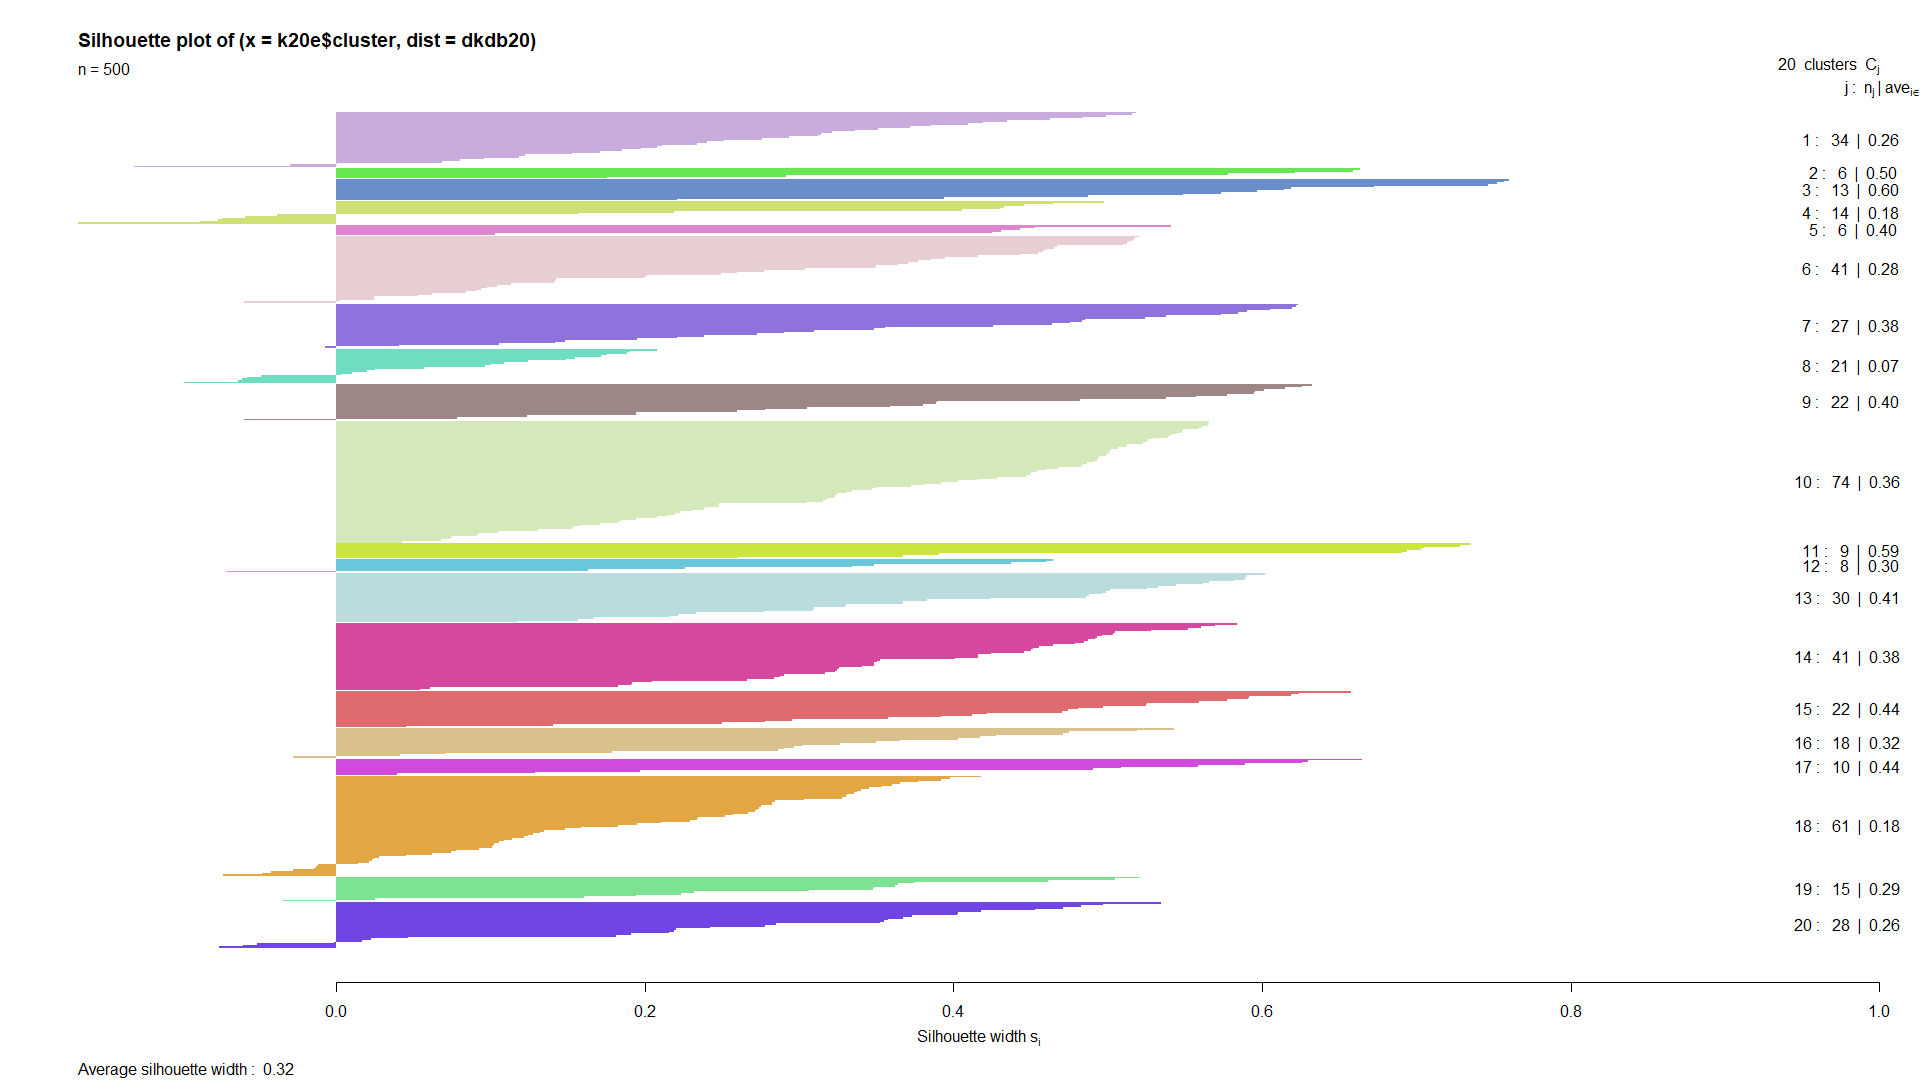 Silhouette plot of (x = k20e$cluster, dist = dkdb20)
n = 500
20 clusters Cj
j : nj | avei∈
1 : 34 | 0.26
2 : 6 | 0.50
3 : 13 | 0.60
4 : 14 | 0.18
5 : 6 | 0.40
6 : 41 | 0.28
7 : 27 | 0.38
8 : 21 | 0.07
9 : 22 | 0.40
10 : 74 | 0.36
11 : 9 | 0.59
12 : 8 | 0.30
13 : 30 | 0.41
14 : 41 | 0.38
15 : 22 | 0.44
16 : 18 | 0.32
17 : 10 | 0.44
18 : 61 | 0.18
19 : 15 | 0.29
20 : 28 | 0.26
0.0 0.2 0.4 0.6 0.8 1.0
Silhouette width si
Average silhouette width : 0.32